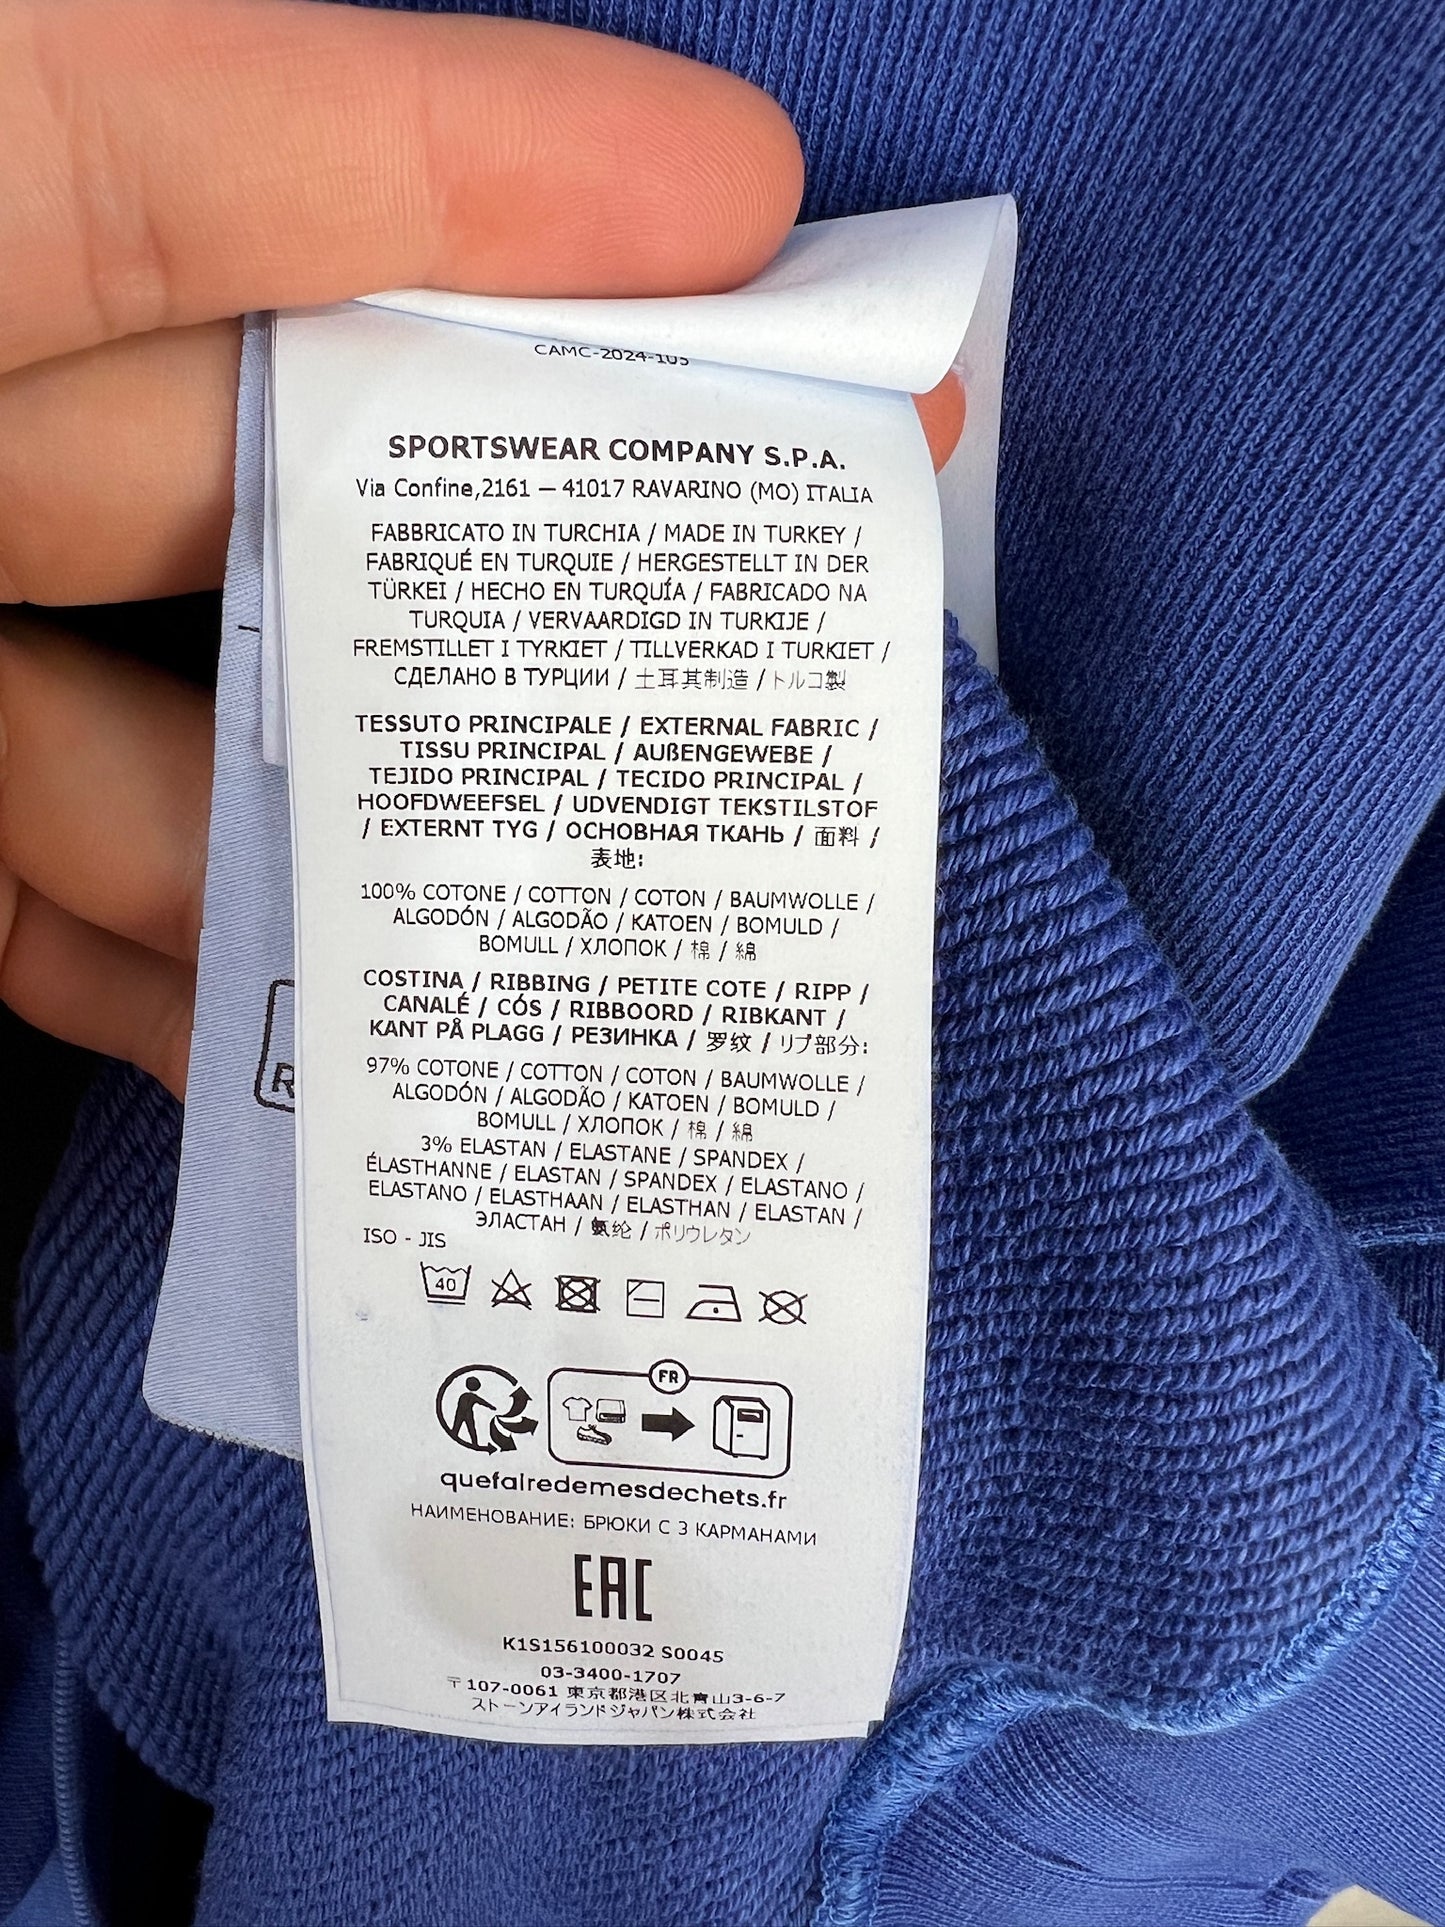 CAMC-2024-105
SPORTSWEAR COMPANY S.P.A.
Via Confine,2161 – 41017 RAVARINO (MO) ITALIA
FABBRICATO IN TURCHIA / MADE IN TURKEY /
FABRIQUÉ EN TURQUIE / HERGESTELLT IN DER
TÜRKEI / HECHO EN TURQUÍA / FABRICADO NA
TURQUIA / VERVAARDIGD IN TURKIJE /
FREMSTILLET I TYRKIET / TILLVERKAD I TURKIET /
СДЕЛАНО В ТУРЦИИ / 土耳其制造 / トルコ製
TESSUTO PRINCIPALE / EXTERNAL FABRIC /
TISSU PRINCIPAL / AUßENGEWEBE /
TEJIDO PRINCIPAL / TECIDO PRINCIPAL /
HOOFDWEEFSEL / UDVENDIGT TEKSTILSTOF
/ EXTERNT TYG / ОСНОВНАЯ ТКАНЬ / 面料 /
表地:
100% COTONE / COTTON / COTON / BAUMWOLLE /
ALGODÓN / ALGODÃO / KATOEN / BOMULD /
BOMULL / ХЛОПОК / 棉 / 綿
COSTINA / RIBBING / PETITE COTE / RIPP /
CANALÉ / CÓS / RIBBOORD / RIBKANT /
KANT PÅ PLAGG / РЕЗИНКА / 罗纹 / リブ部分:
97% COTONE / COTTON / COTON / BAUMWOLLE /
ALGODÓN / ALGODÃO / KATOEN / BOMULD /
BOMULL / ХЛОПОК / 棉 / 綿
3% ELASTAN / ELASTANE / SPANDEX /
ÉLASTHANNE / ELASTAN / SPANDEX / ELASTANO /
ELASTANO / ELASTHAAN / ELASTHAN / ELASTAN /
ЭЛАСТАН / 氨纶 / ポリウレタン
ISO - JIS
40
FR
quefairedemesdechets.fr
НАИМЕНОВАНИЕ: БРЮКИ С 3 КАРМАНАМИ
EAC
K1S156100032 S0045
03-3400-1707
〒107-0061 東京都港区北青山3-6-7
ストーンアイランドジャパン株式会社
R